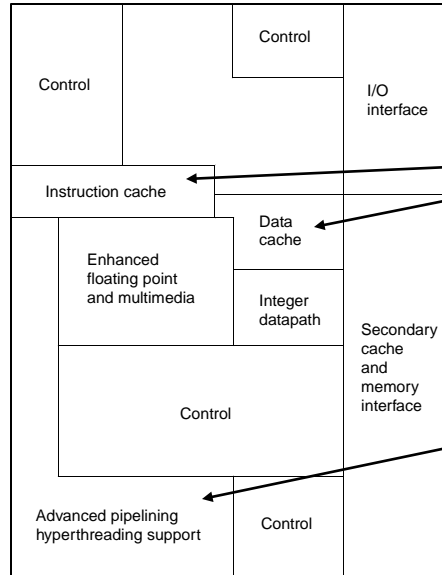 Control
Control
I/O
interface
Instruction cache
Data
cache
Enhanced
floating point
and multimedia
Integer
datapath
Secondary
cache
and
memory
interface
Control
Advanced pipelining
hyperthreading support
Control